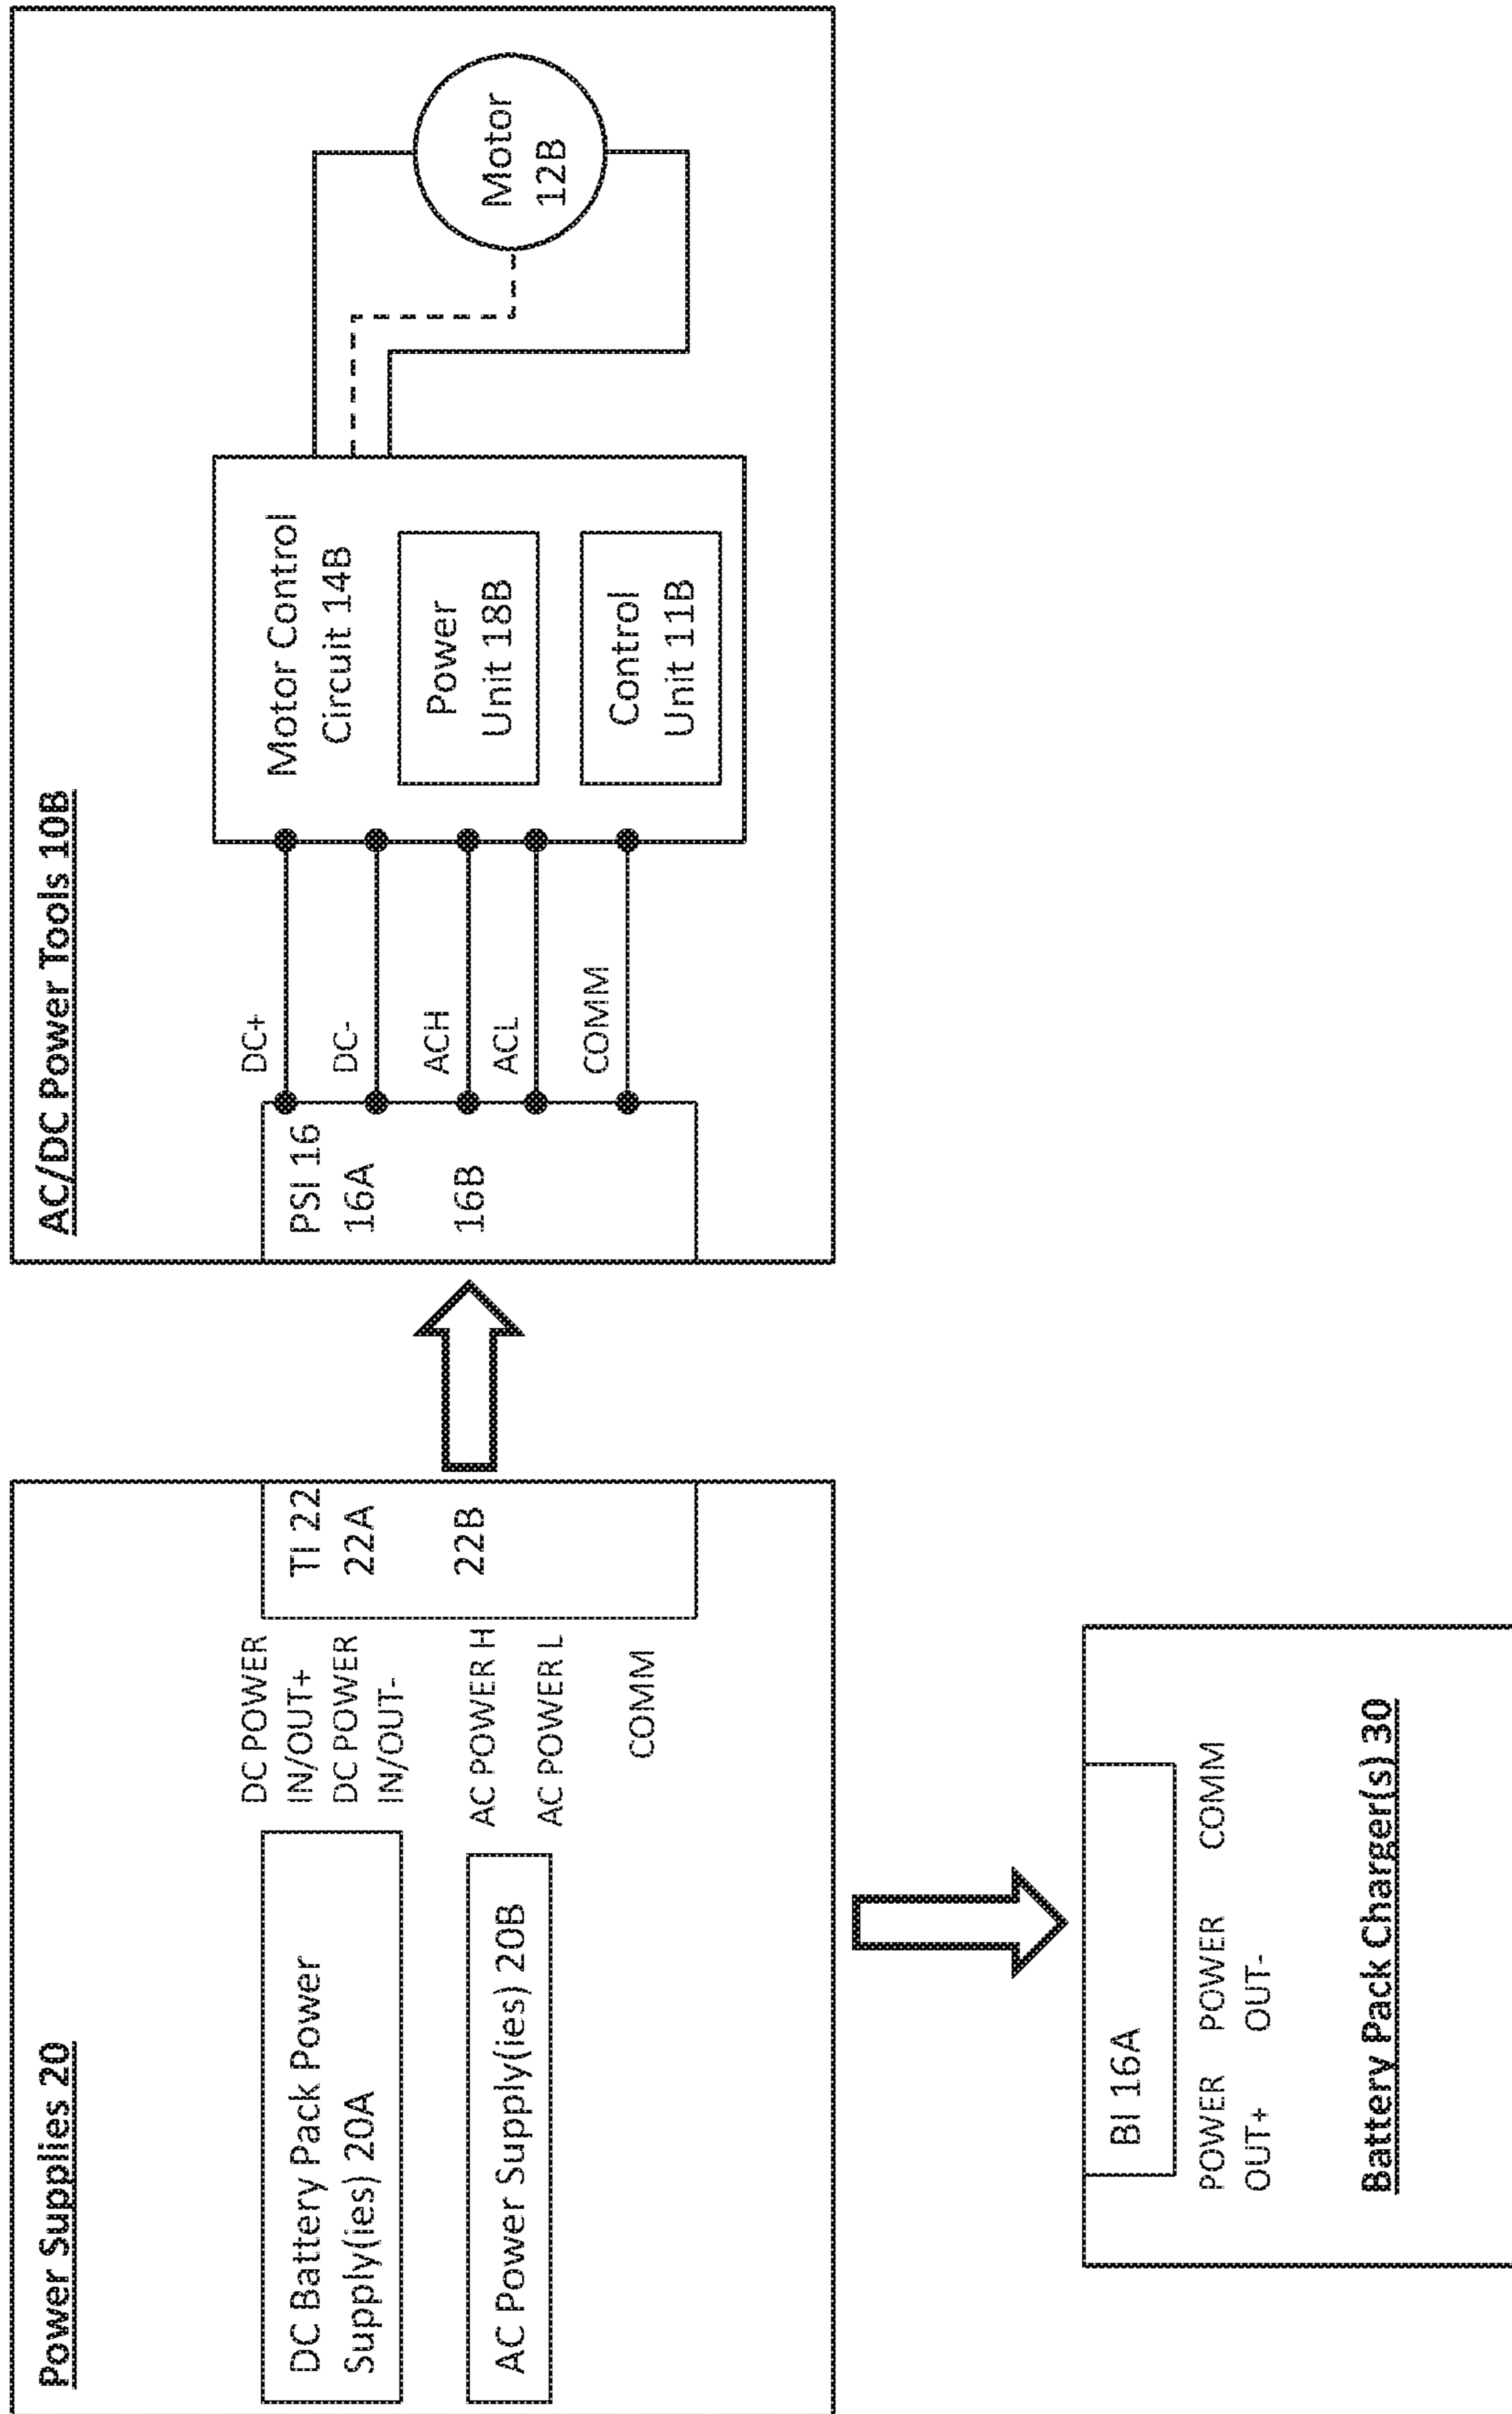 Power Supplies 20
DC Battery Pack Power
Supply(ies) 20A
AC Power Supply(ies) 20B
DC POWER
IN/OUT+
DC POWER
IN/OUT-
AC POWER H
AC POWER L
COMM
TI 22
22A
22B
AC/DC Power Tools 10B
PSI 16
16A
16B
DC+
DC-
ACH
ACL
COMM
Motor Control
Circuit 14B
Power
Unit 18B
Control
Unit 11B
Motor
12B
BI 16A
POWER POWER COMM
OUT+ OUT-
Battery Pack Charger(s) 30